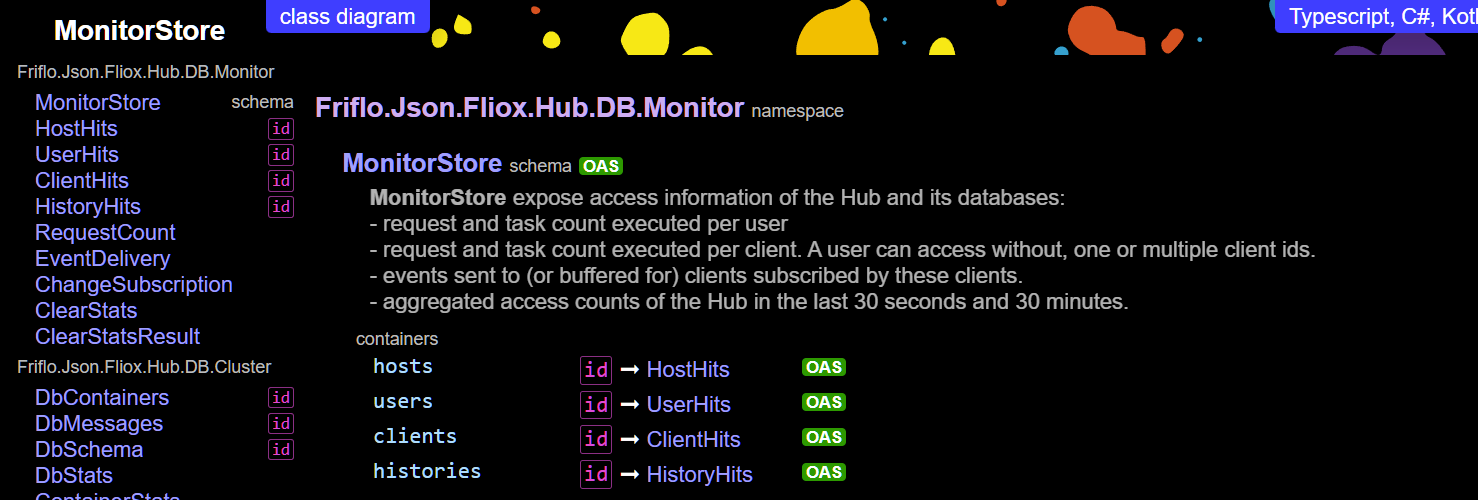 MonitorStore
class diagram
Typescript, C#, Kotl
Friflo.Json.Fliox.Hub.DB.Monitor
MonitorStore schema
HostHits id
UserHits id
ClientHits id
HistoryHits id
RequestCount
EventDelivery
ChangeSubscription
ClearStats
ClearStatsResult
Friflo.Json.Fliox.Hub.DB.Cluster
DbContainers id
DbMessages id
DbSchema id
DbStats
ContainerStats
Friflo.Json.Fliox.Hub.DB.Monitor namespace
MonitorStore schema OAS
MonitorStore expose access information of the Hub and its databases:
- request and task count executed per user
- request and task count executed per client. A user can access without, one or multiple client ids.
- events sent to (or buffered for) clients subscribed by these clients.
- aggregated access counts of the Hub in the last 30 seconds and 30 minutes.
containers
hosts id ➞ HostHits OAS
users id ➞ UserHits OAS
clients id ➞ ClientHits OAS
histories id ➞ HistoryHits OAS